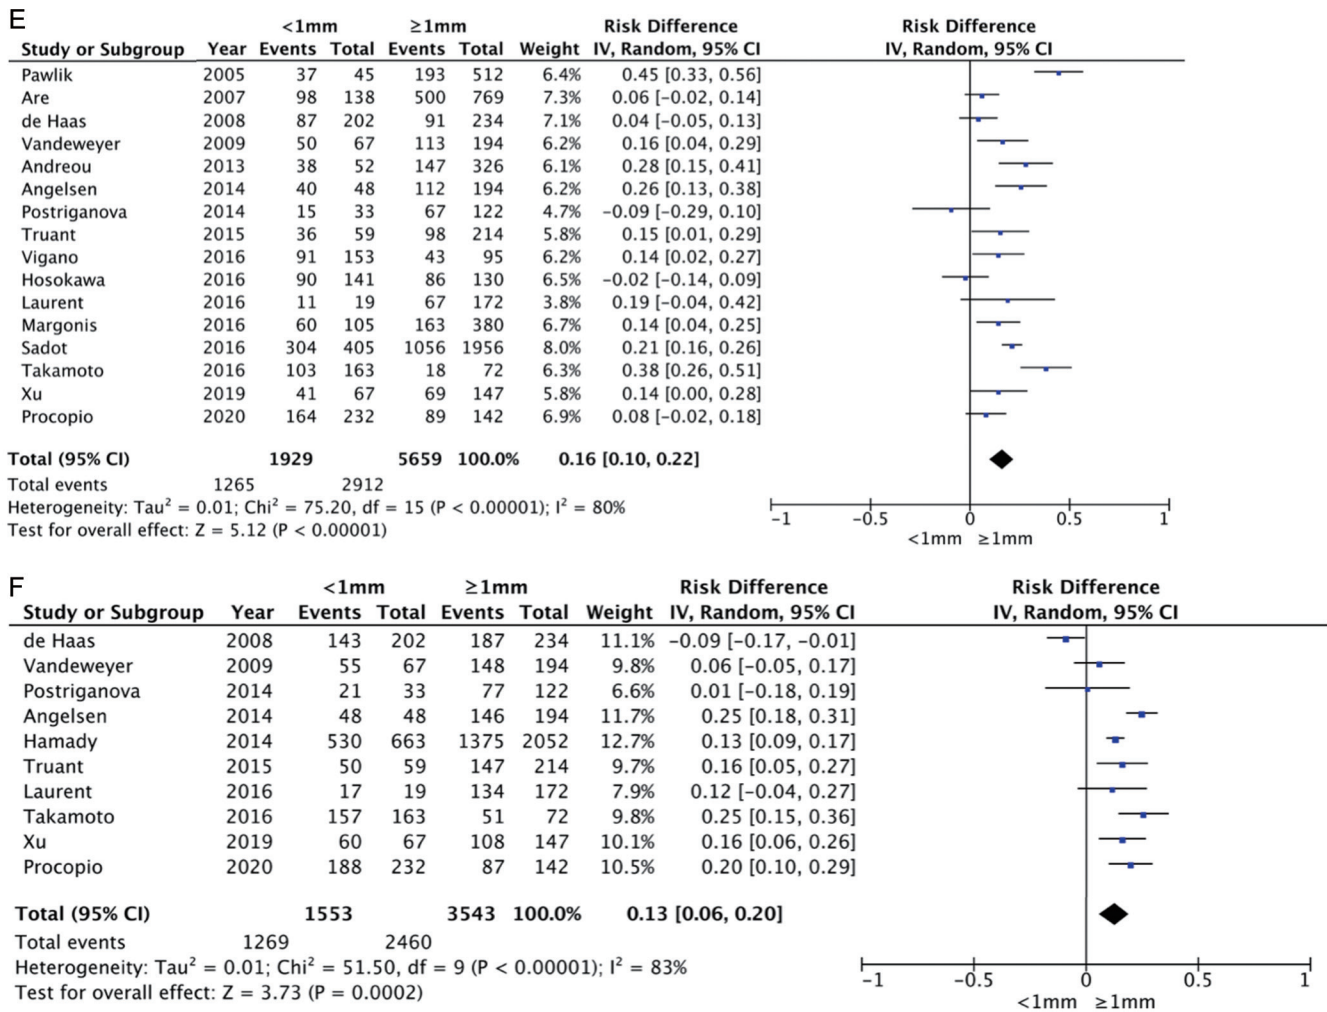 E
<1mm ≥1mm Risk Difference Risk Difference
Study or Subgroup Year Events Total Events Total Weight IV, Random, 95% CI IV, Random, 95% CI
Pawlik 2005 37 45 193 512 6.4% 0.45 [0.33, 0.56]
Are 2007 98 138 500 769 7.3% 0.06 [-0.02, 0.14]
de Haas 2008 87 202 91 234 7.1% 0.04 [-0.05, 0.13]
Vandeweyer 2009 50 67 113 194 6.2% 0.16 [0.04, 0.29]
Andreou 2013 38 52 147 326 6.1% 0.28 [0.15, 0.41]
Angelsen 2014 40 48 112 194 6.2% 0.26 [0.13, 0.38]
Postriganova 2014 15 33 67 122 4.7% -0.09 [-0.29, 0.10]
Truant 2015 36 59 98 214 5.8% 0.15 [0.01, 0.29]
Vigano 2016 91 153 43 95 6.2% 0.14 [0.02, 0.27]
Hosokawa 2016 90 141 86 130 6.5% -0.02 [-0.14, 0.09]
Laurent 2016 11 19 67 172 3.8% 0.19 [-0.04, 0.42]
Margonis 2016 60 105 163 380 6.7% 0.14 [0.04, 0.25]
Sadot 2016 304 405 1056 1956 8.0% 0.21 [0.16, 0.26]
Takamoto 2016 103 163 18 72 6.3% 0.38 [0.26, 0.51]
Xu 2019 41 67 69 147 5.8% 0.14 [0.00, 0.28]
Procopio 2020 164 232 89 142 6.9% 0.08 [-0.02, 0.18]
Total (95% CI) 1929 5659 100.0% 0.16 [0.10, 0.22]
Total events 1265 2912
Heterogeneity: Tau² = 0.01; Chi² = 75.20, df = 15 (P < 0.00001); I² = 80%
Test for overall effect: Z = 5.12 (P < 0.00001)
-1 -0.5 0 0.5 1
<1mm ≥1mm
F
<1mm ≥1mm Risk Difference Risk Difference
Study or Subgroup Year Events Total Events Total Weight IV, Random, 95% CI IV, Random, 95% CI
de Haas 2008 143 202 187 234 11.1% -0.09 [-0.17, -0.01]
Vandeweyer 2009 55 67 148 194 9.8% 0.06 [-0.05, 0.17]
Postriganova 2014 21 33 77 122 6.6% 0.01 [-0.18, 0.19]
Angelsen 2014 48 48 146 194 11.7% 0.25 [0.18, 0.31]
Hamady 2014 530 663 1375 2052 12.7% 0.13 [0.09, 0.17]
Truant 2015 50 59 147 214 9.7% 0.16 [0.05, 0.27]
Laurent 2016 17 19 134 172 7.9% 0.12 [-0.04, 0.27]
Takamoto 2016 157 163 51 72 9.8% 0.25 [0.15, 0.36]
Xu 2019 60 67 108 147 10.1% 0.16 [0.06, 0.26]
Procopio 2020 188 232 87 142 10.5% 0.20 [0.10, 0.29]
Total (95% CI) 1553 3543 100.0% 0.13 [0.06, 0.20]
Total events 1269 2460
Heterogeneity: Tau² = 0.01; Chi² = 51.50, df = 9 (P < 0.00001); I² = 83%
Test for overall effect: Z = 3.73 (P = 0.0002)
-1 -0.5 0 0.5 1
<1mm ≥1mm